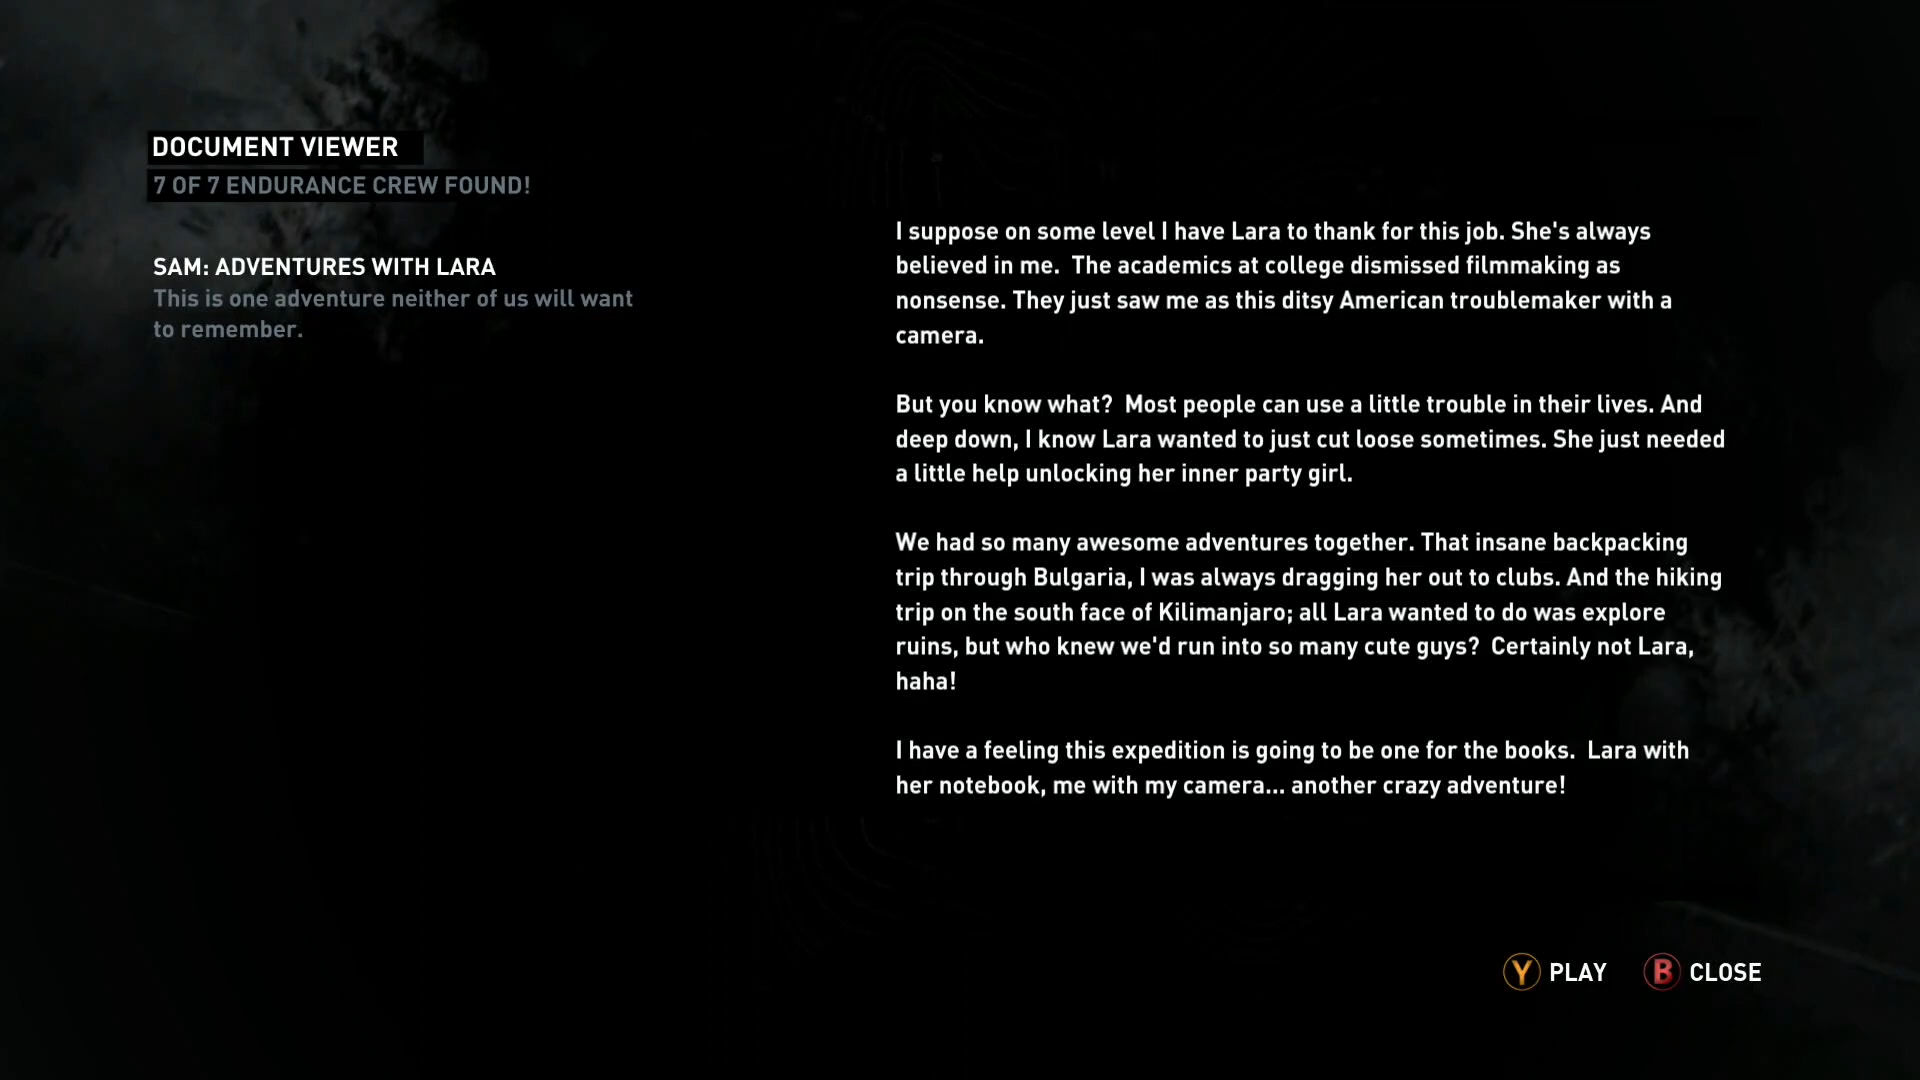 DOCUMENT VIEWER
7 OF 7 ENDURANCE CREW FOUND!
SAM: ADVENTURES WITH LARA
This is one adventure neither of us will want
to remember.
I suppose on some level I have Lara to thank for this job. She's always
believed in me.  The academics at college dismissed filmmaking as
nonsense. They just saw me as this ditsy American troublemaker with a
camera.
But you know what?  Most people can use a little trouble in their lives. And
deep down, I know Lara wanted to just cut loose sometimes. She just needed
a little help unlocking her inner party girl.
We had so many awesome adventures together. That insane backpacking
trip through Bulgaria, I was always dragging her out to clubs. And the hiking
trip on the south face of Kilimanjaro; all Lara wanted to do was explore
ruins, but who knew we'd run into so many cute guys?  Certainly not Lara,
haha!
I have a feeling this expedition is going to be one for the books.  Lara with
her notebook, me with my camera... another crazy adventure!
Y PLAY B CLOSE